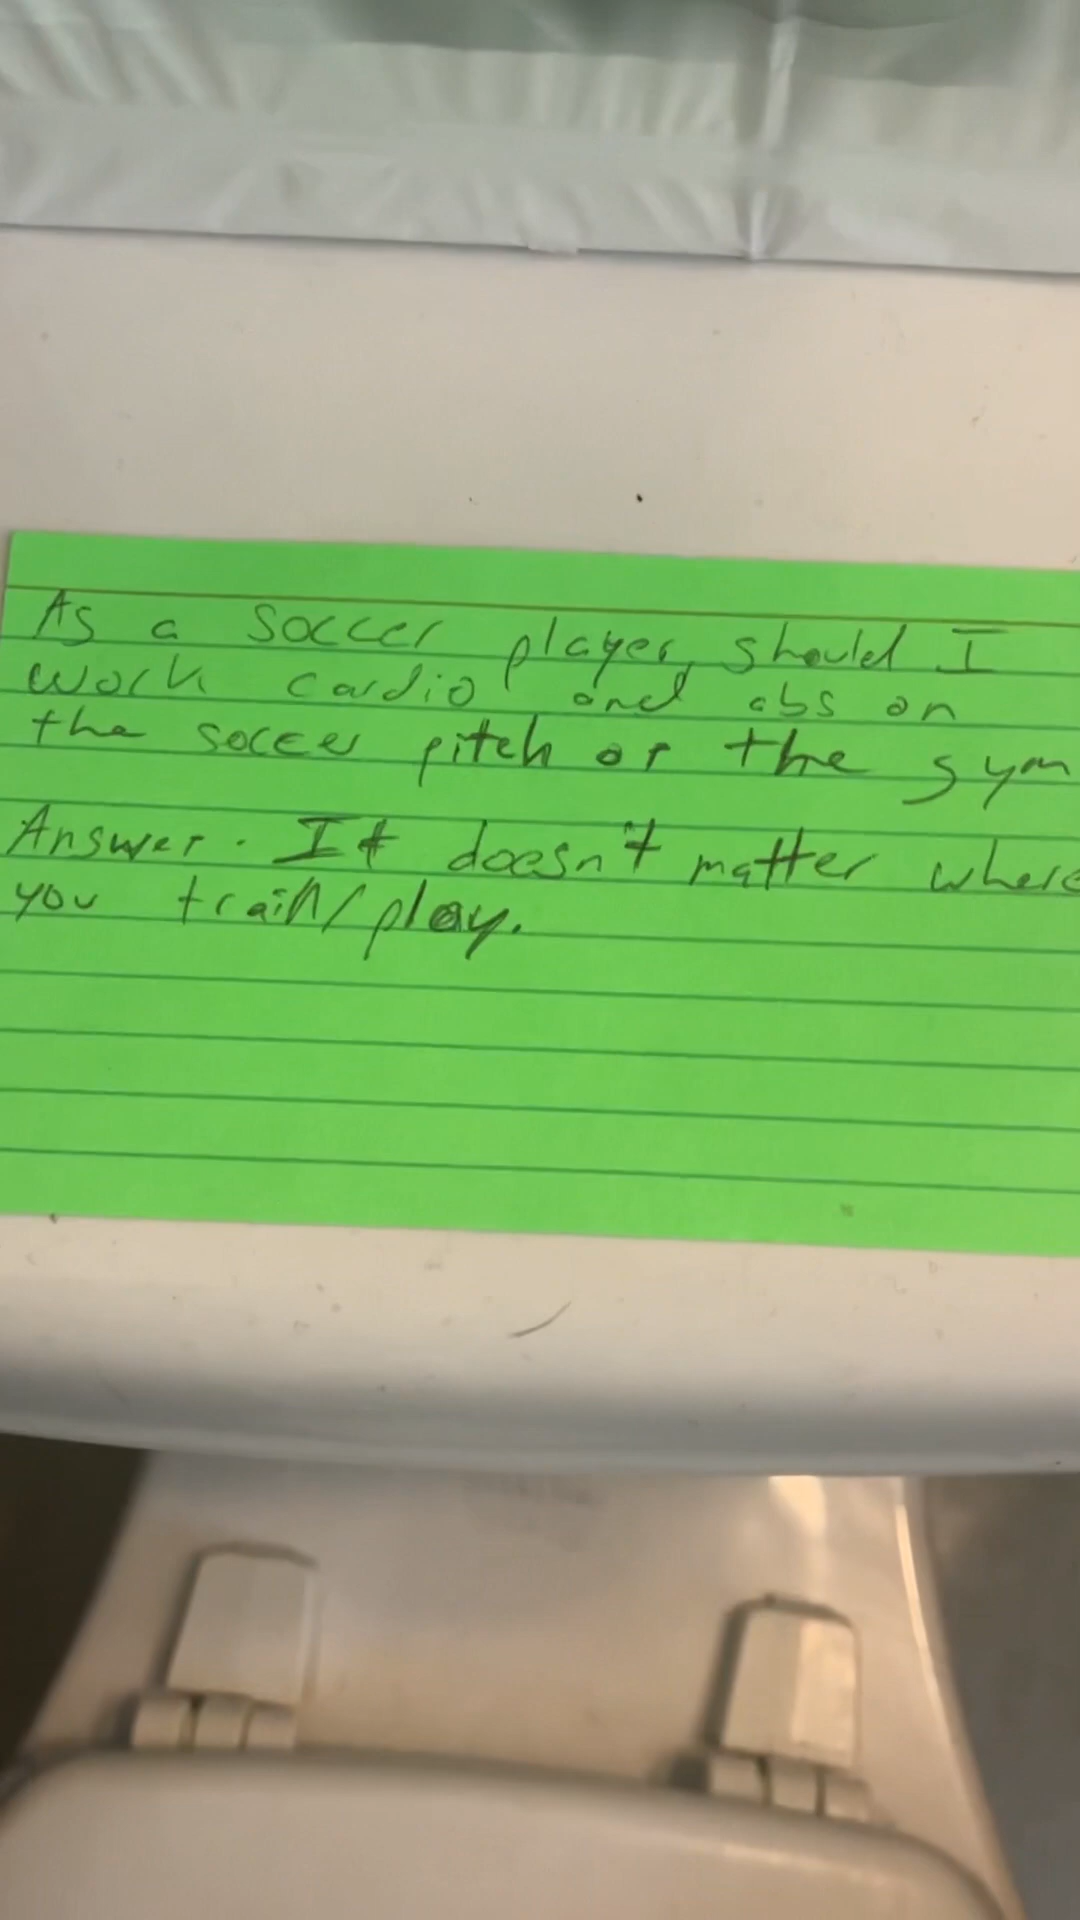 As a soccer player, should I
work cardio and abs on
the soccer pitch or the gym
Answer. It doesn't matter where
you train/play.